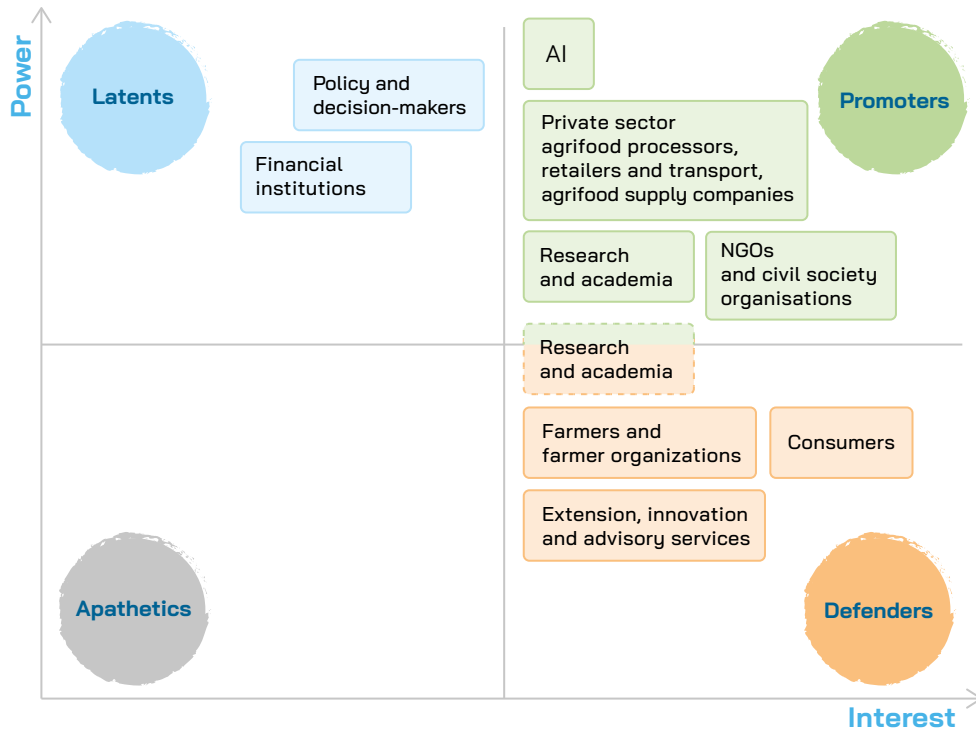 Power
Latents
Policy and
decision-makers
Financial
institutions
AI
Promoters
Private sector
agrifood processors,
retailers and transport,
agrifood supply companies
Research
and academia
NGOs
and civil society
organisations
Research
and academia
Farmers and
farmer organizations
Consumers
Extension, innovation
and advisory services
Apathetics
Defenders
Interest